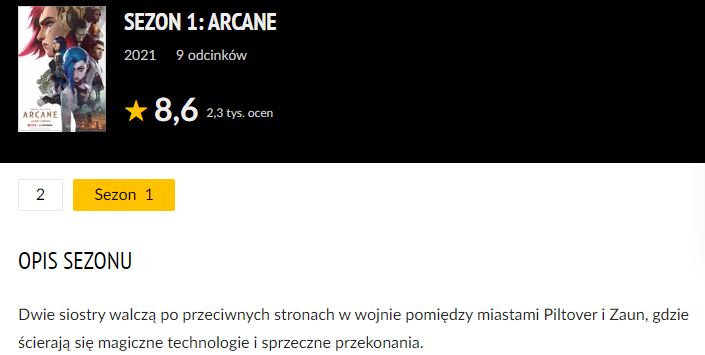 SEZON 1: ARCANE
2021 9 odcinków
8,6 2,3 tys. ocen
ARCANE
2 Sezon 1
OPIS SEZONU
Dwie siostry walczą po przeciwnych stronach w wojnie pomiędzy miastami Piltover i Zaun, gdzie
ścierają się magiczne technologie i sprzeczne przekonania.